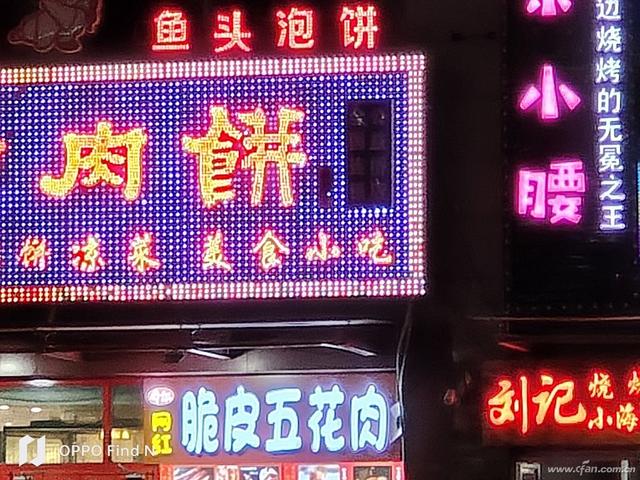 鱼头泡饼
肉饼
饼 凉菜 美食小吃
小小腰
边烧烤的无冕之王
网红 脆皮五花肉
刘记 烧
小海
OPPO Find N
www.cfan.com.cn